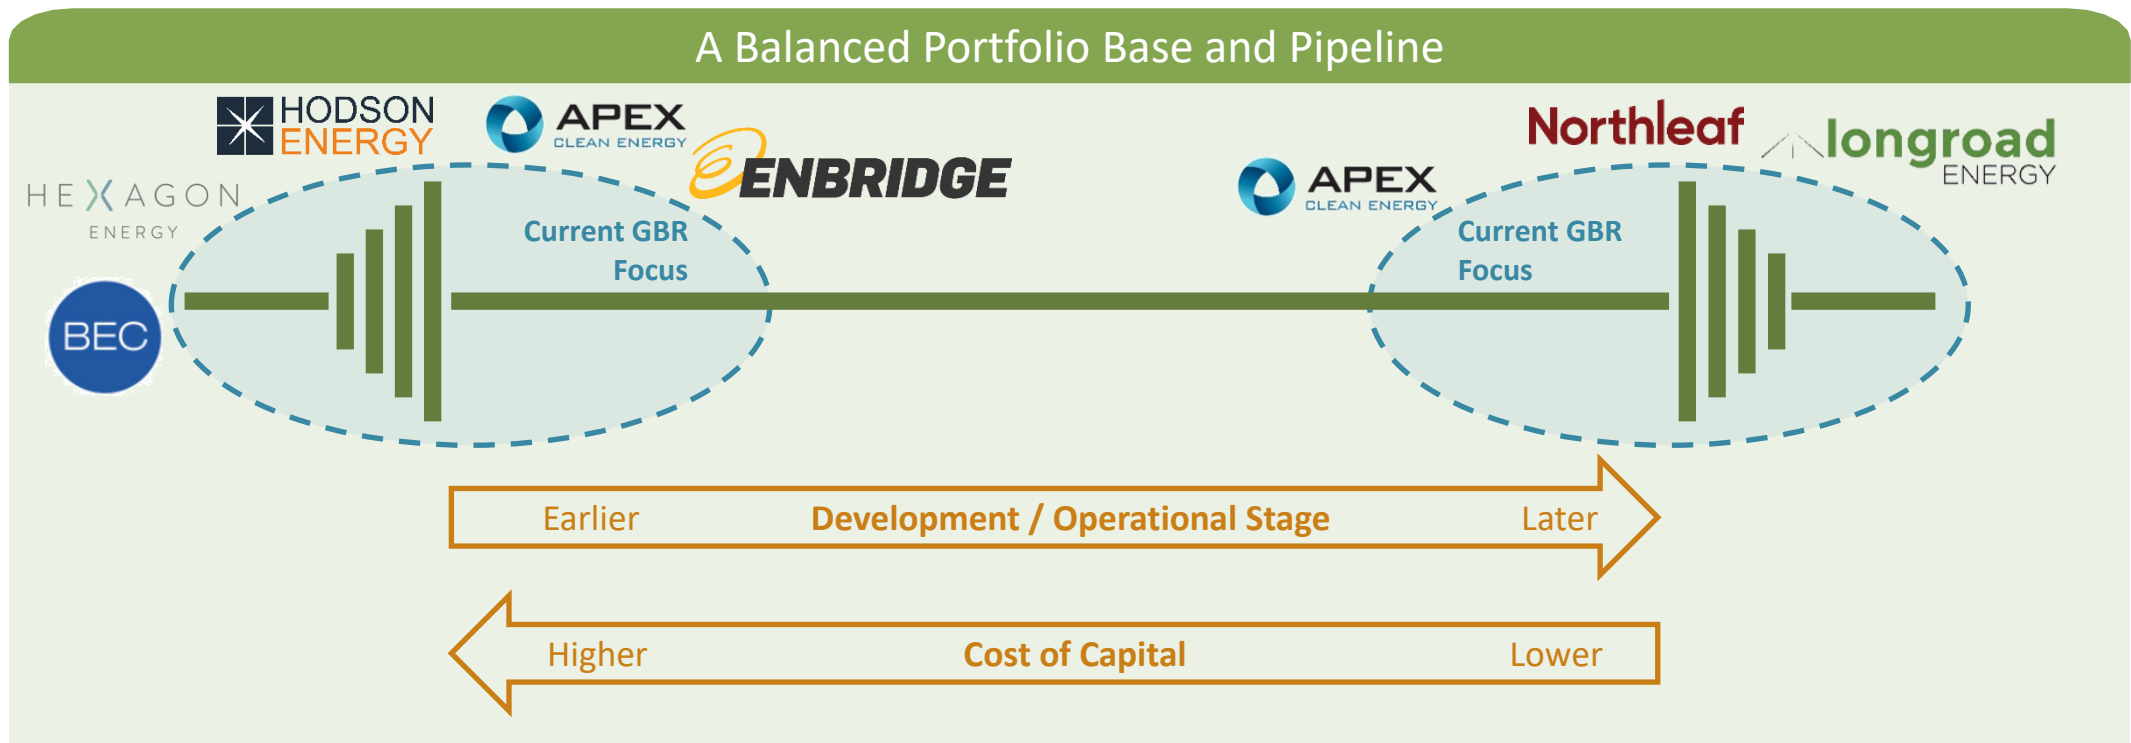 A Balanced Portfolio Base and Pipeline
HODSON
ENERGY
APEX
CLEAN ENERGY
ENBRIDGE
HEXAGON
ENERGY
BEC
Current GBR
Focus
APEX
CLEAN ENERGY
Northleaf
longroad
ENERGY
Current GBR
Focus
Earlier Development / Operational Stage Later
Higher Cost of Capital Lower